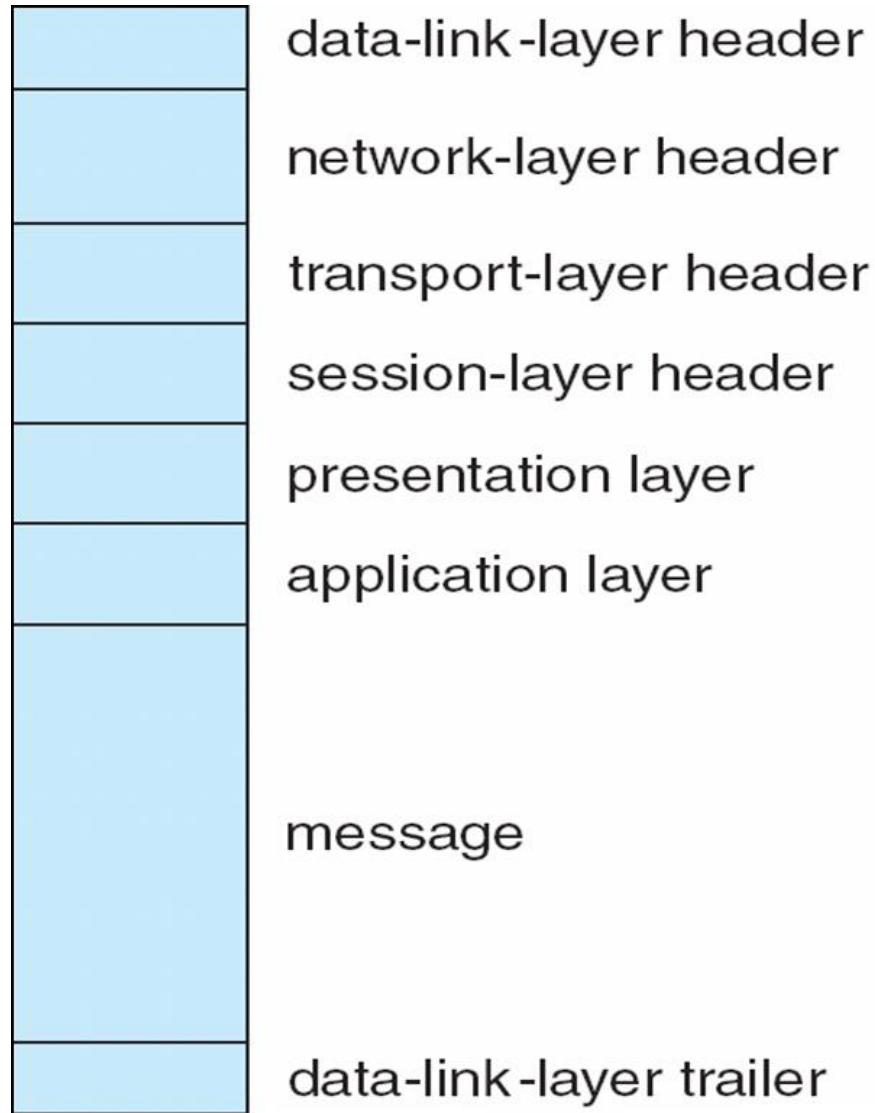 data-link-layer header
network-layer header
transport-layer header
session-layer header
presentation layer
application layer
message
data-link-layer trailer